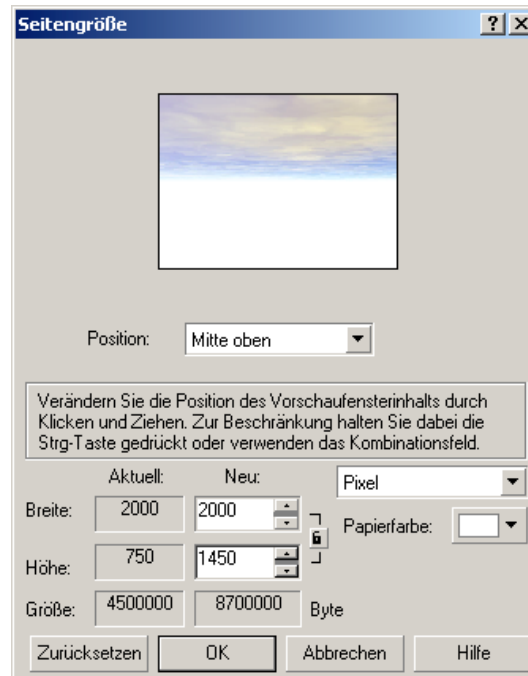 Seitengröße
Position: Mitte oben
Verändern Sie die Position des Vorschaufensterinhalts durch
Klicken und Ziehen. Zur Beschränkung halten Sie dabei die
Strg-Taste gedrückt oder verwenden das Kombinationsfeld.
Aktuell: Neu: Pixel
Breite: 2000 2000
Papierfarbe:
Höhe: 750 1450
Größe: 4500000 8700000 Byte
Zurücksetzen OK Abbrechen Hilfe